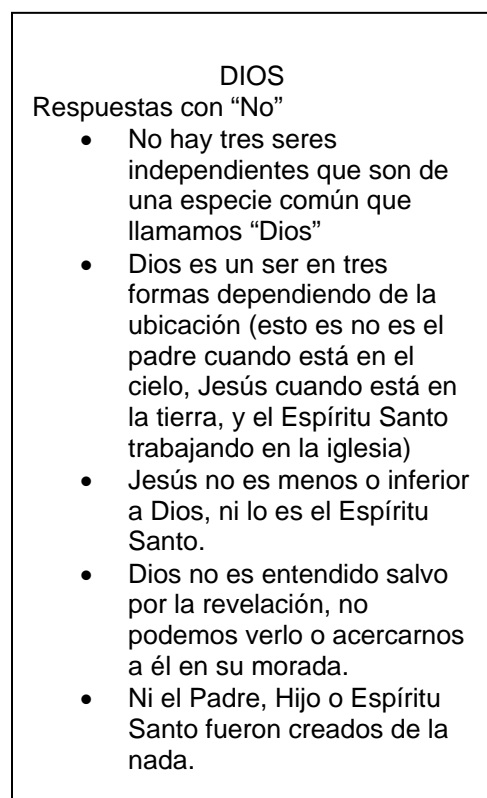 DIOS
Respuestas con “No”
• No hay tres seres
independientes que son de
una especie común que
llamamos “Dios”
• Dios es un ser en tres
formas dependiendo de la
ubicación (esto es no es el
padre cuando está en el
cielo, Jesús cuando está en
la tierra, y el Espíritu Santo
trabajando en la iglesia)
• Jesús no es menos o inferior
a Dios, ni lo es el Espíritu
Santo.
• Dios no es entendido salvo
por la revelación, no
podemos verlo o acercarnos
a él en su morada.
• Ni el Padre, Hijo o Espíritu
Santo fueron creados de la
nada.